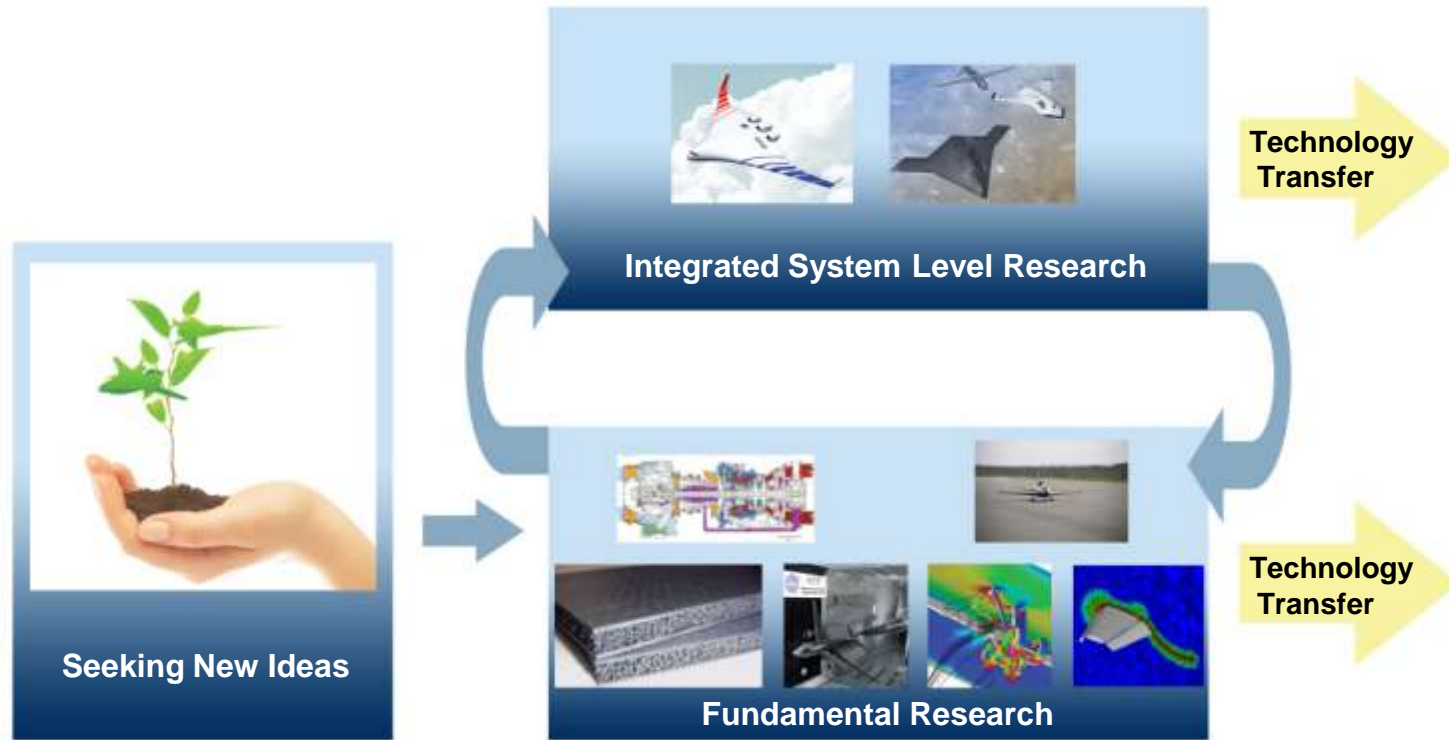 Integrated System Level Research
Technology
Transfer
Seeking New Ideas
Fundamental Research
Technology
Transfer